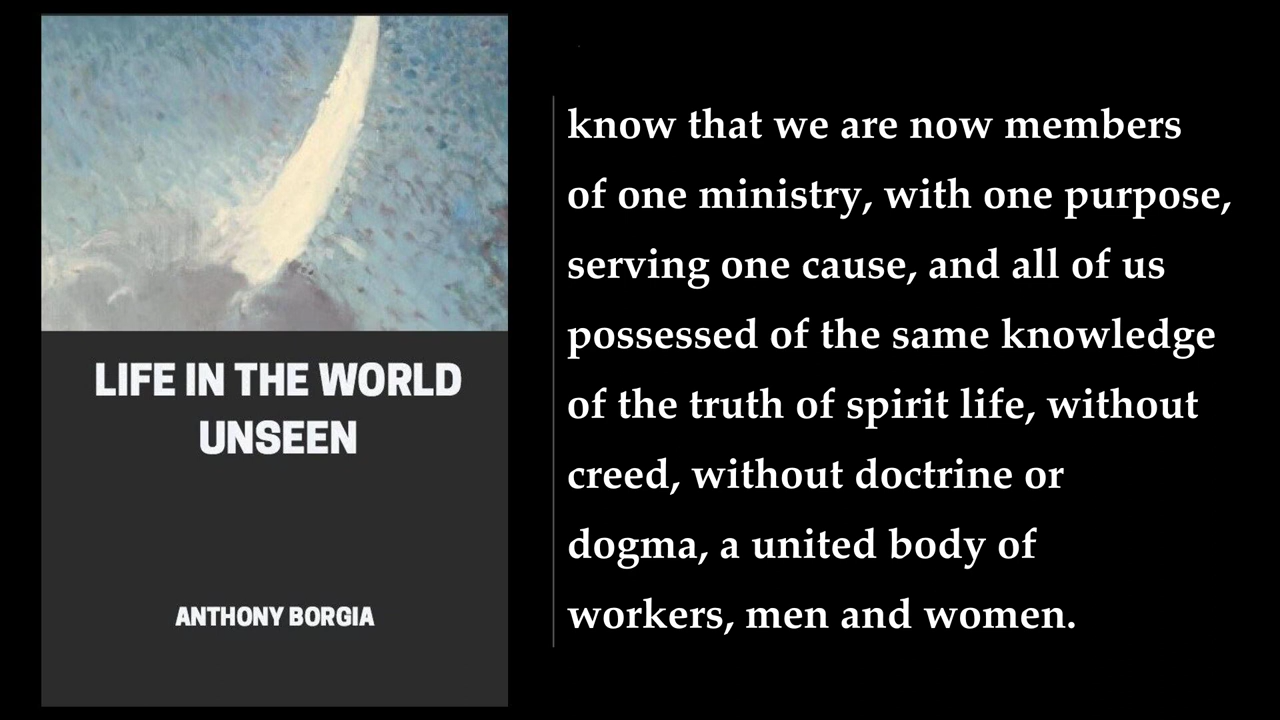 LIFE IN THE WORLD
UNSEEN
ANTHONY BORGIA
know that we are now members
of one ministry, with one purpose,
serving one cause, and all of us
possessed of the same knowledge
of the truth of spirit life, without
creed, without doctrine or
dogma, a united body of
workers, men and women.